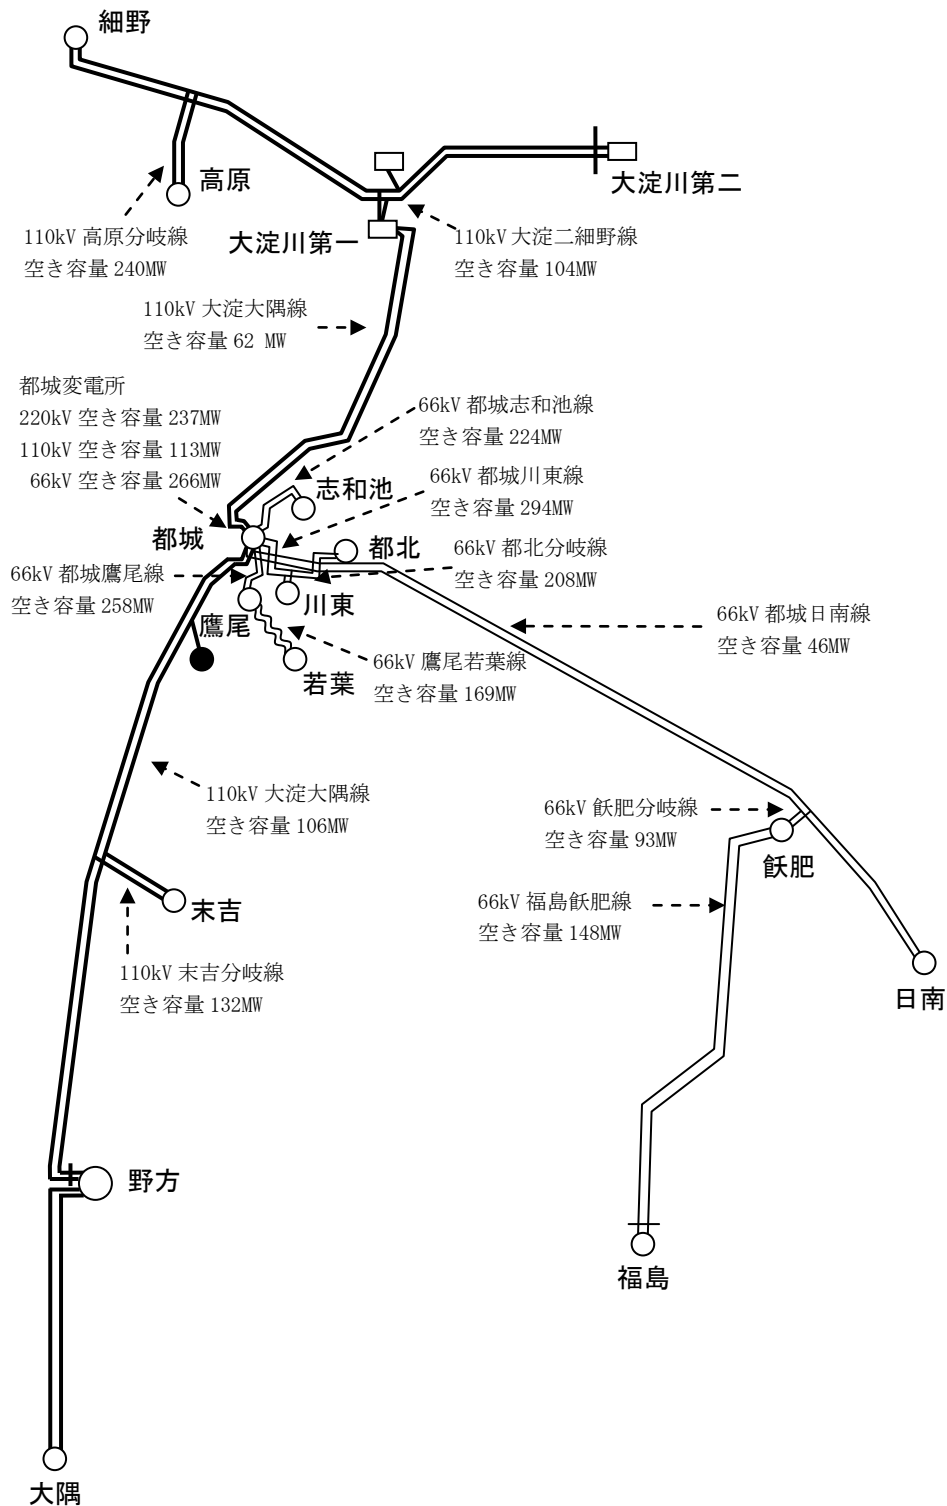 細野
大淀川第二
高原
110kV 高原分岐線
空き容量 240MW
大淀川第一
110kV 大淀二細野線
空き容量 104MW
110kV 大淀大隅線
空き容量 62 MW
都城変電所
220kV 空き容量 237MW
110kV 空き容量 113MW
66kV 空き容量 266MW
66kV 都城志和池線
空き容量 224MW
66kV 都城川東線
空き容量 294MW
志和池
都城
都北
66kV 都北分岐線
空き容量 208MW
66kV 都城鷹尾線
空き容量 258MW
川東
鷹尾
66kV 都城日南線
空き容量 46MW
若葉
66kV 鷹尾若葉線
空き容量 169MW
110kV 大淀大隅線
空き容量 106MW
66kV 飫肥分岐線
空き容量 93MW
飫肥
末吉
66kV 福島飫肥線
空き容量 148MW
110kV 末吉分岐線
空き容量 132MW
日南
野方
福島
大隅